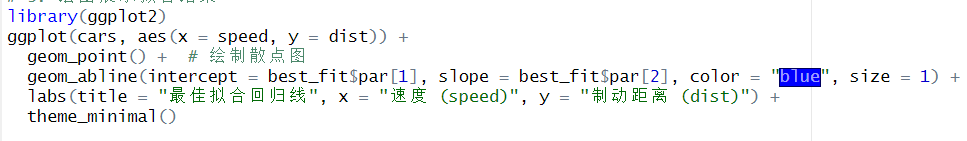 library(ggplot2)
ggplot(cars, aes(x = speed, y = dist)) +
  geom_point() +  # 绘制散点图
  geom_abline(intercept = best_fit$par[1], slope = best_fit$par[2], color = "blue", size = 1) +
  labs(title = "最佳拟合回归线", x = "速度 (speed)", y = "制动距离 (dist)") +
  theme_minimal()